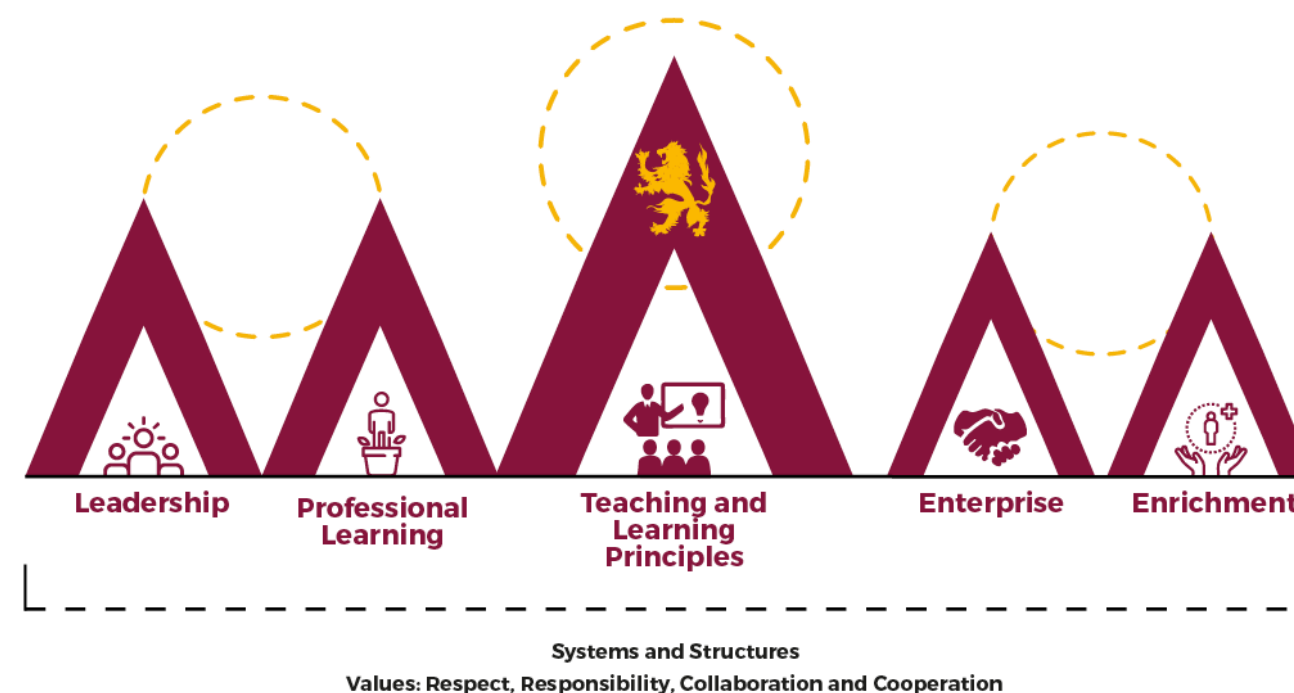 Leadership
Professional
Learning
Teaching and
Learning
Principles
Enterprise
Enrichment
Systems and Structures
Values: Respect, Responsibility, Collaboration and Cooperation